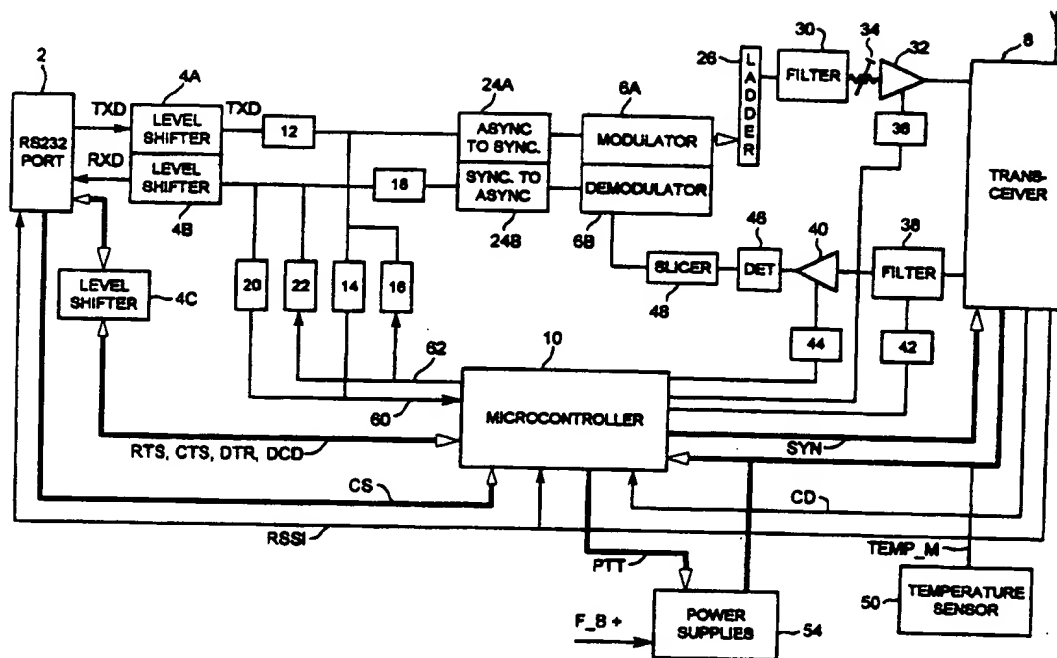 30
34
32
8
2
4A
26
LADDER
FILTER
TXD
TXD
24A
6A
RS232
PORT
LEVEL
SHIFTER
12
ASYNC
TO SYNC.
MODULATOR
36
RXD
LEVEL
SHIFTER
18
SYNC. TO
ASYNC
DEMODULATOR
TRANS-
CEIVER
4B
24B
6B
46
40
38
LEVEL
SHIFTER
4C
20
22
14
16
SLICER
DET
FILTER
48
44
42
62
10
60
MICROCONTROLLER
RTS, CTS, DTR, DCD
SYN
CS
CD
RSSI
PTT
TEMP_M
F_B +
POWER
SUPPLIES
54
50
TEMPERATURE
SENSOR